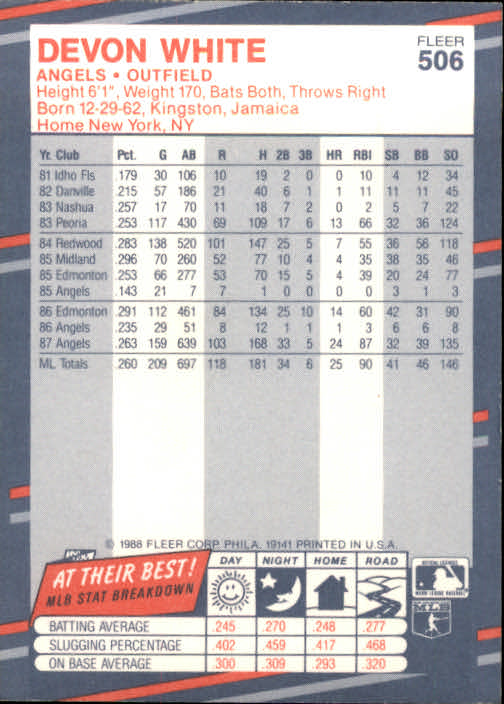 DEVON WHITE
FLEER
506
ANGELS • OUTFIELD
Height 6'1", Weight 170, Bats Both, Throws Right
Born 12-29-62, Kingston, Jamaica
Home New York, NY
Yr. Club Pct. G AB R H 2B 3B HR RBI SB BB SO
81 Idho Fls .179 30 106 10 19 2 0 0 10 4 12 34
82 Danville .215 57 186 21 40 6 1 1 11 11 11 45
83 Nashua .257 17 70 11 18 7 2 0 2 5 7 22
83 Peoria .253 117 430 69 109 17 6 13 66 32 36 124
84 Redwood .283 138 520 101 147 25 5 7 55 36 56 118
85 Midland .296 70 260 52 77 10 4 4 35 38 35 46
85 Edmonton .253 66 277 53 70 15 5 4 39 20 24 77
85 Angels .143 21 7 7 1 0 0 0 0 3 1 3
86 Edmonton .291 112 461 84 134 25 10 14 60 42 31 90
86 Angels .235 29 51 8 12 1 1 1 3 6 6 8
87 Angels .263 159 639 103 168 33 5 24 87 32 39 135
ML Totals .260 209 697 118 181 34 6 25 90 41 46 146
© 1988 FLEER CORP. PHILA. 19141 PRINTED IN U.S.A.
AT THEIR BEST!
MLB STAT BREAKDOWN
DAY NIGHT HOME ROAD
BATTING AVERAGE .245 .270 .248 .277
SLUGGING PERCENTAGE .402 .459 .417 .468
ON BASE AVERAGE .300 .309 .293 .320
OFFICIAL LICENSEE
MAJOR LEAGUE BASEBALL